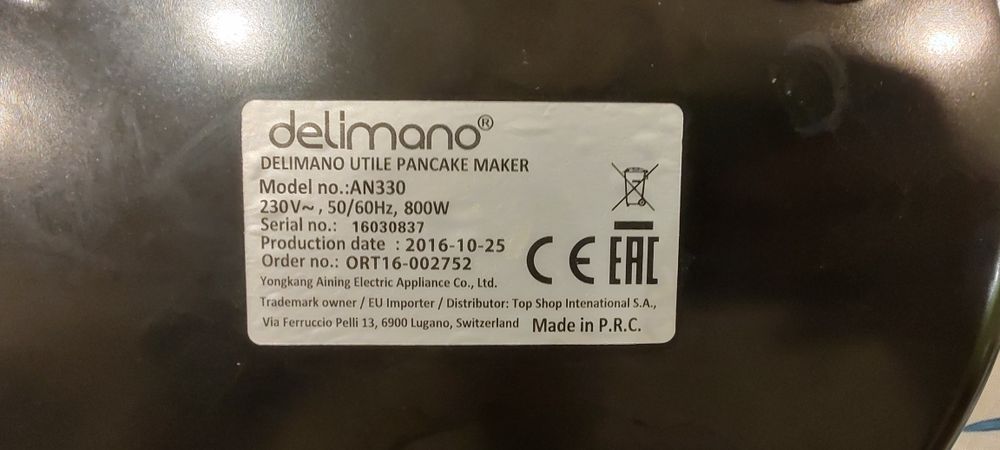 delimano®
DELIMANO UTILE PANCAKE MAKER
Model no.:AN330
230V~, 50/60Hz, 800W
Serial no.: 16030837
Production date : 2016-10-25
Order no.: ORT16-002752
CE EAC
Yongkang Aining Electric Appliance Co., Ltd.
Trademark owner / EU Importer / Distributor: Top Shop Intenational S.A.,
Via Ferruccio Pelli 13, 6900 Lugano, Switzerland Made in P.R.C.